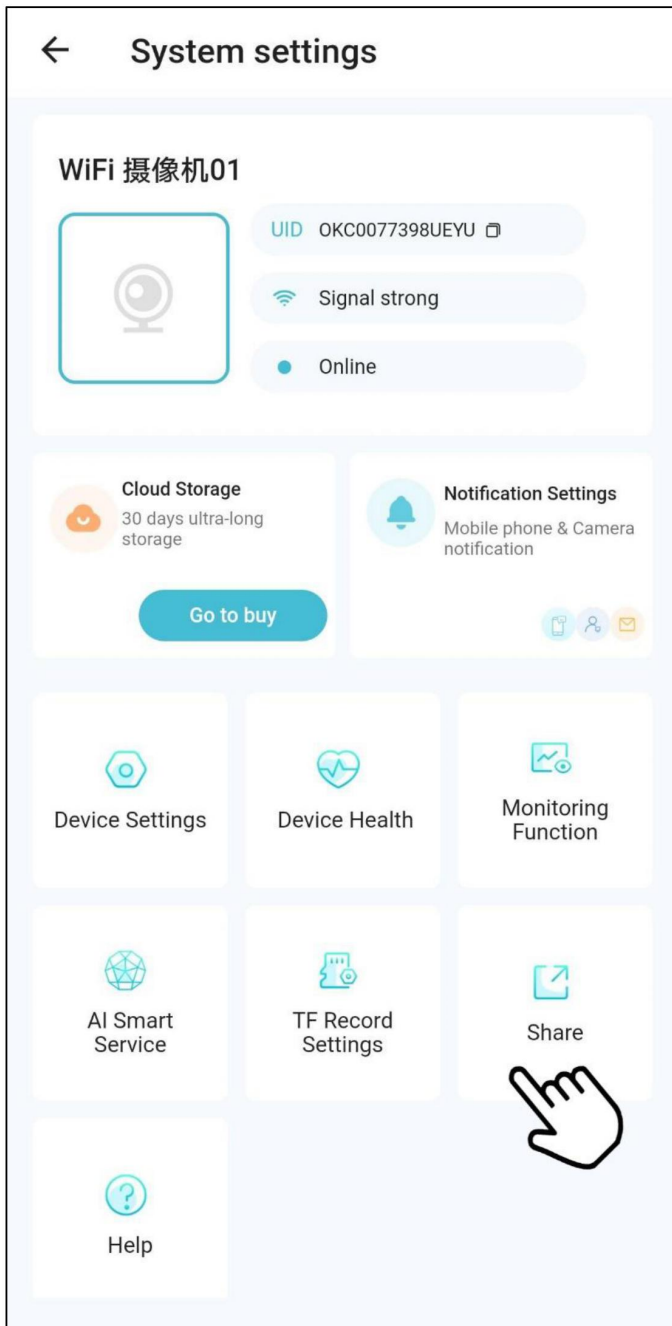 System settings
WiFi 摄像机01
UID OKC0077398UEYU
Signal strong
Online
Cloud Storage
30 days ultra-long
storage
Go to buy
Notification Settings
Mobile phone & Camera
notification
Device Settings
Device Health
Monitoring
Function
AI Smart
Service
TF Record
Settings
Share
Help